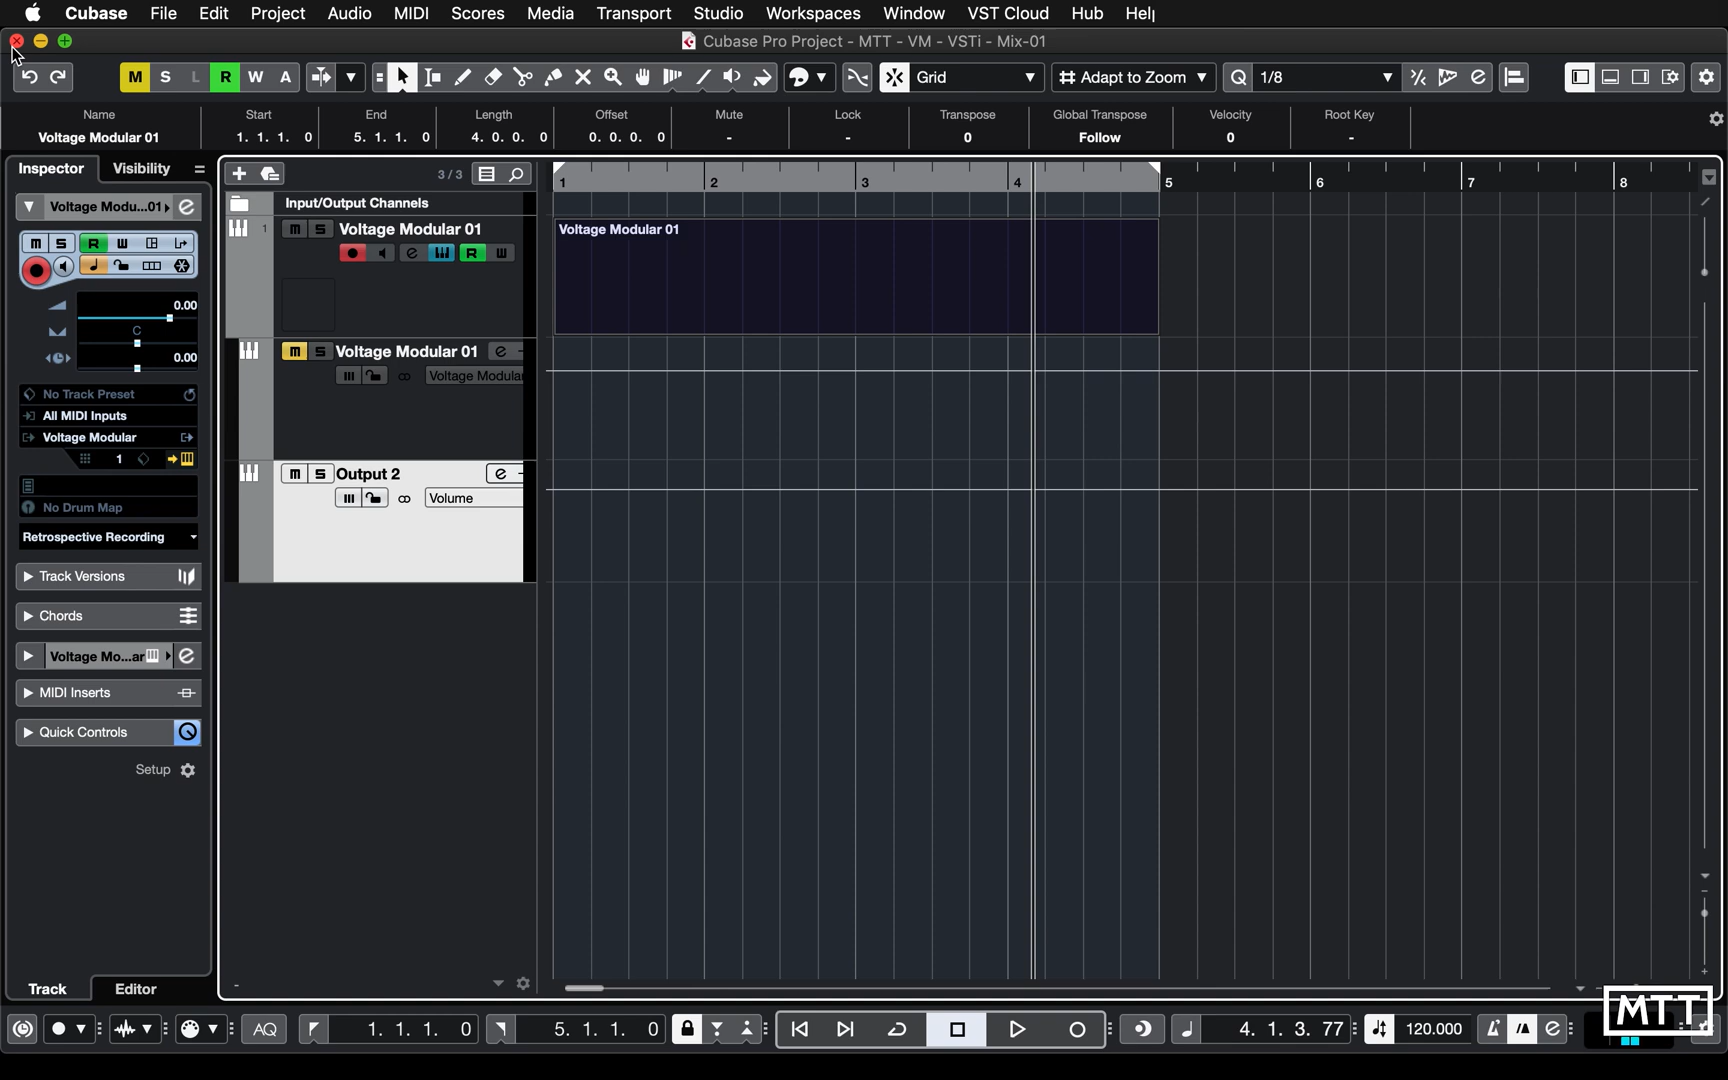 Cubase File Edit Project Audio MIDI Scores Media Transport Studio Workspaces Window VST Cloud Hub Help
Cubase Pro Project - MTT - VM - VSTi - Mix-01
M S L R W A Grid Adapt to Zoom Q 1/8
Name Start End Length Offset Mute Lock Transpose Global Transpose Velocity Root Key
Voltage Modular 01 1. 1. 1. 0 5. 1. 1. 0 4. 0. 0. 0 0. 0. 0. 0 - - 0 Follow 0 -
Inspector Visibility
3 / 3
1 2 3 4 5 6 7 8
Voltage Modu...01
Input/Output Channels
1 m S Voltage Modular 01
Voltage Modular 01
m S R W
e R W
0.00
C
0.00
m S Voltage Modular 01 e
Voltage Modular
No Track Preset
All MIDI Inputs
Voltage Modular
1
m S Output 2 e
Volume
No Drum Map
Retrospective Recording
Track Versions
Chords
Voltage Mo...ar
MIDI Inserts
Quick Controls
Setup
Track Editor
AQ 1. 1. 1. 0 5. 1. 1. 0 4. 1. 3. 77 120.000
MTT